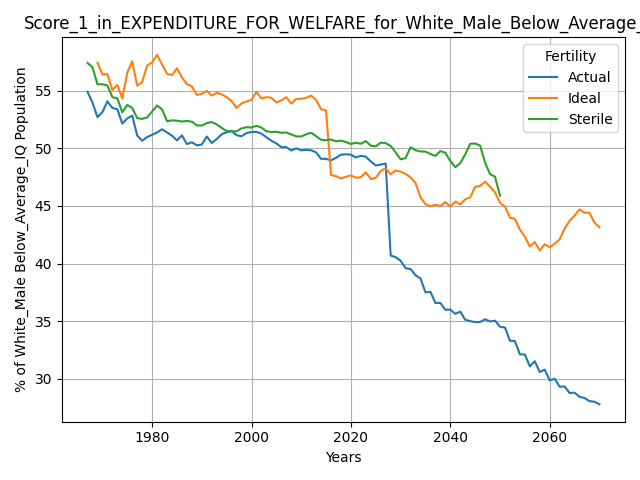 Score_1_in_EXPENDITURE_FOR_WELFARE_for_White_Male_Below_Average_
Fertility
Actual
Ideal
Sterile
% of White_Male Below_Average_IQ Population
55
50
45
40
35
30
1980
2000
2020
2040
2060
Years